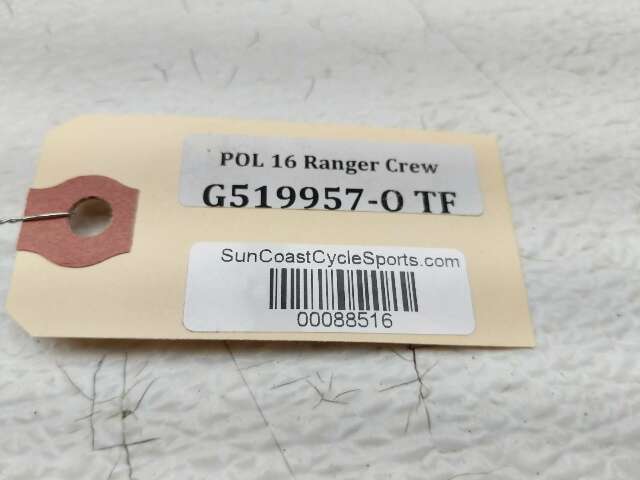 POL 16 Ranger Crew
G519957-O TF
SunCoastCycleSports.com
00088516